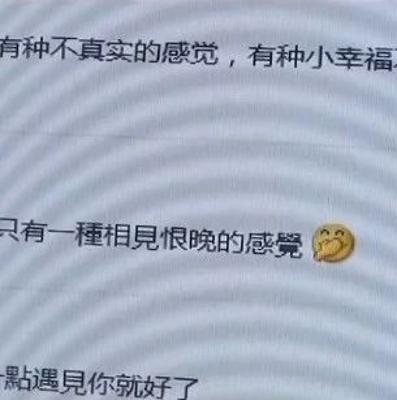 有种不真实的感觉，有种小幸福
只有一種相見恨晚的感覺
點遇見你就好了